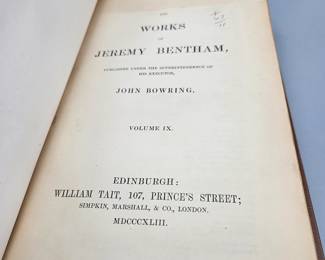 WORKS
OF
JEREMY BENTHAM,
PUBLISHED UNDER THE SUPERINTENDENCE OF
HIS EXECUTOR,
JOHN BOWRING.
VOLUME IX.
EDINBURGH:
WILLIAM TAIT, 107, PRINCE'S STREET;
SIMPKIN, MARSHALL, & CO., LONDON.
MDCCCXLIII.